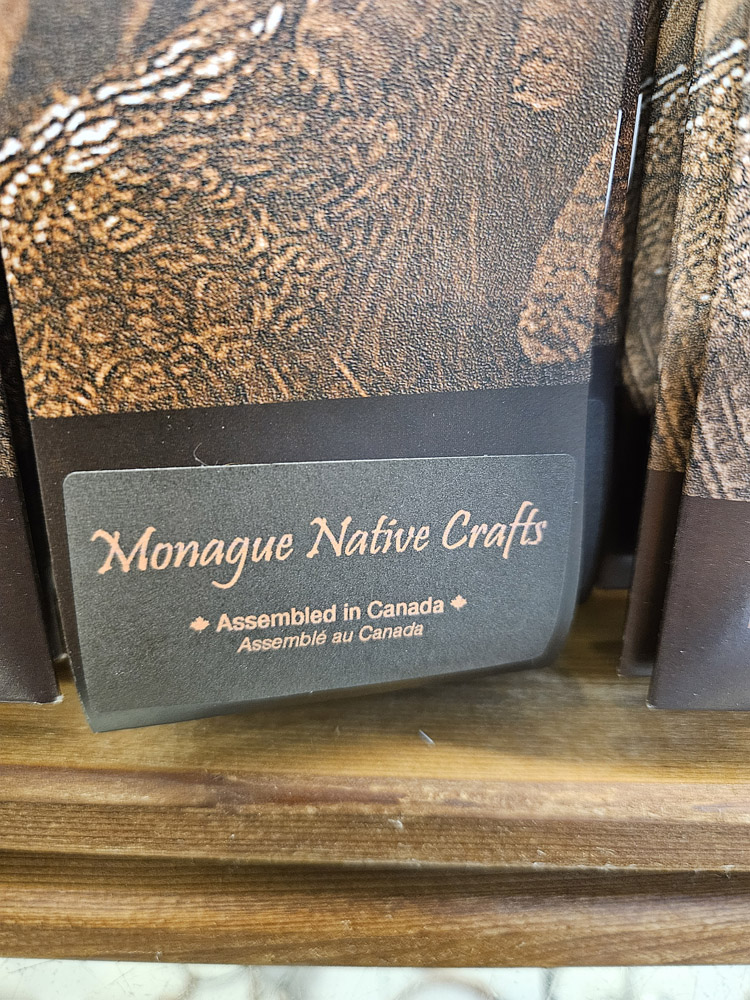 Monague Native Crafts
Assembled in Canada
Assemblé au Canada